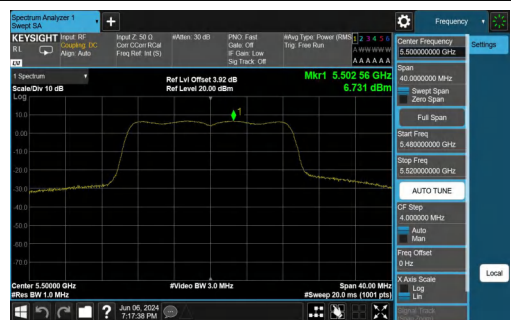 Spectrum Analyzer 1
Swept SA
Frequency
KEYSIGHT
RL
LV
Input: RF
Coupling: DC
Align: Auto
Input Z: 50 Ω
Corr CCorr RCal
Freq Ref: Int (S)
#Atten: 30 dB
PNO: Fast
Gate: Off
IF Gain: Low
Sig Track: Off
#Avg Type: Power (RMS)
Trig: Free Run
1 2 3 4 5 6
A W W W W W
A A A A A A
1 Spectrum
Scale/Div 10 dB
Log
Ref Lvl Offset 3.92 dB
Ref Level 20.00 dBm
Mkr1 5.502 56 GHz
6.731 dBm
1
10.0
0.00
-10.0
-20.0
-30.0
-40.0
-50.0
-60.0
-70.0
Center 5.50000 GHz
#Res BW 1.0 MHz
#Video BW 3.0 MHz
Span 40.00 MHz
#Sweep 20.0 ms (1001 pts)
Jun 06, 2024
7:17:38 PM
?
Center Frequency
5.500000000 GHz
Span
40.0000000 MHz
Swept Span
Zero Span
Full Span
Start Freq
5.480000000 GHz
Stop Freq
5.520000000 GHz
AUTO TUNE
CF Step
4.000000 MHz
Auto
Man
Freq Offset
0 Hz
X Axis Scale
Log
Lin
Signal Track
Settings
Local